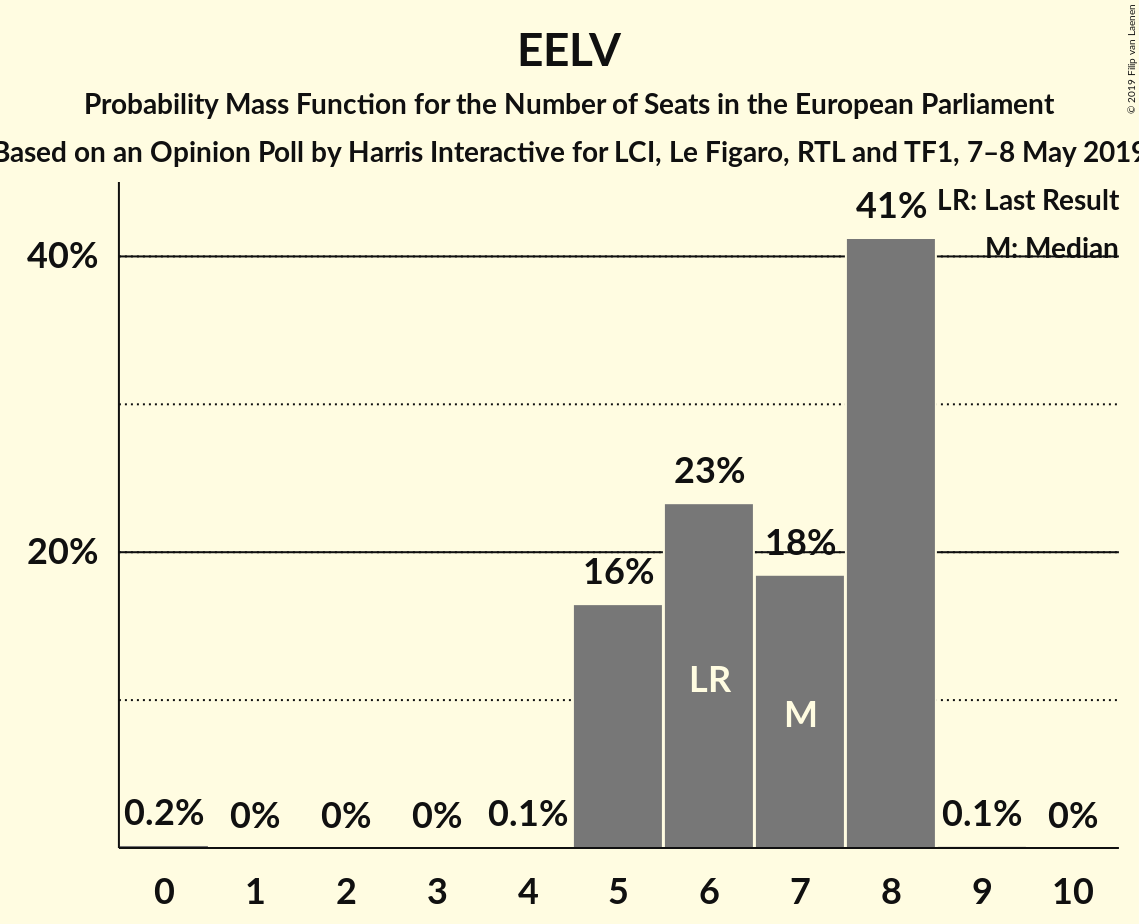 EELV
Probability Mass Function for the Number of Seats in the European Parliament
Based on an Opinion Poll by Harris Interactive for LCI, Le Figaro, RTL and TF1, 7–8 May 2019
© 2019 Filip van Laenen
LR: Last Result
M: Median
40%
20%
0.2%
0%
0%
0%
0.1%
16%
23%
18%
41%
0.1%
0%
LR
M
0 1 2 3 4 5 6 7 8 9 10